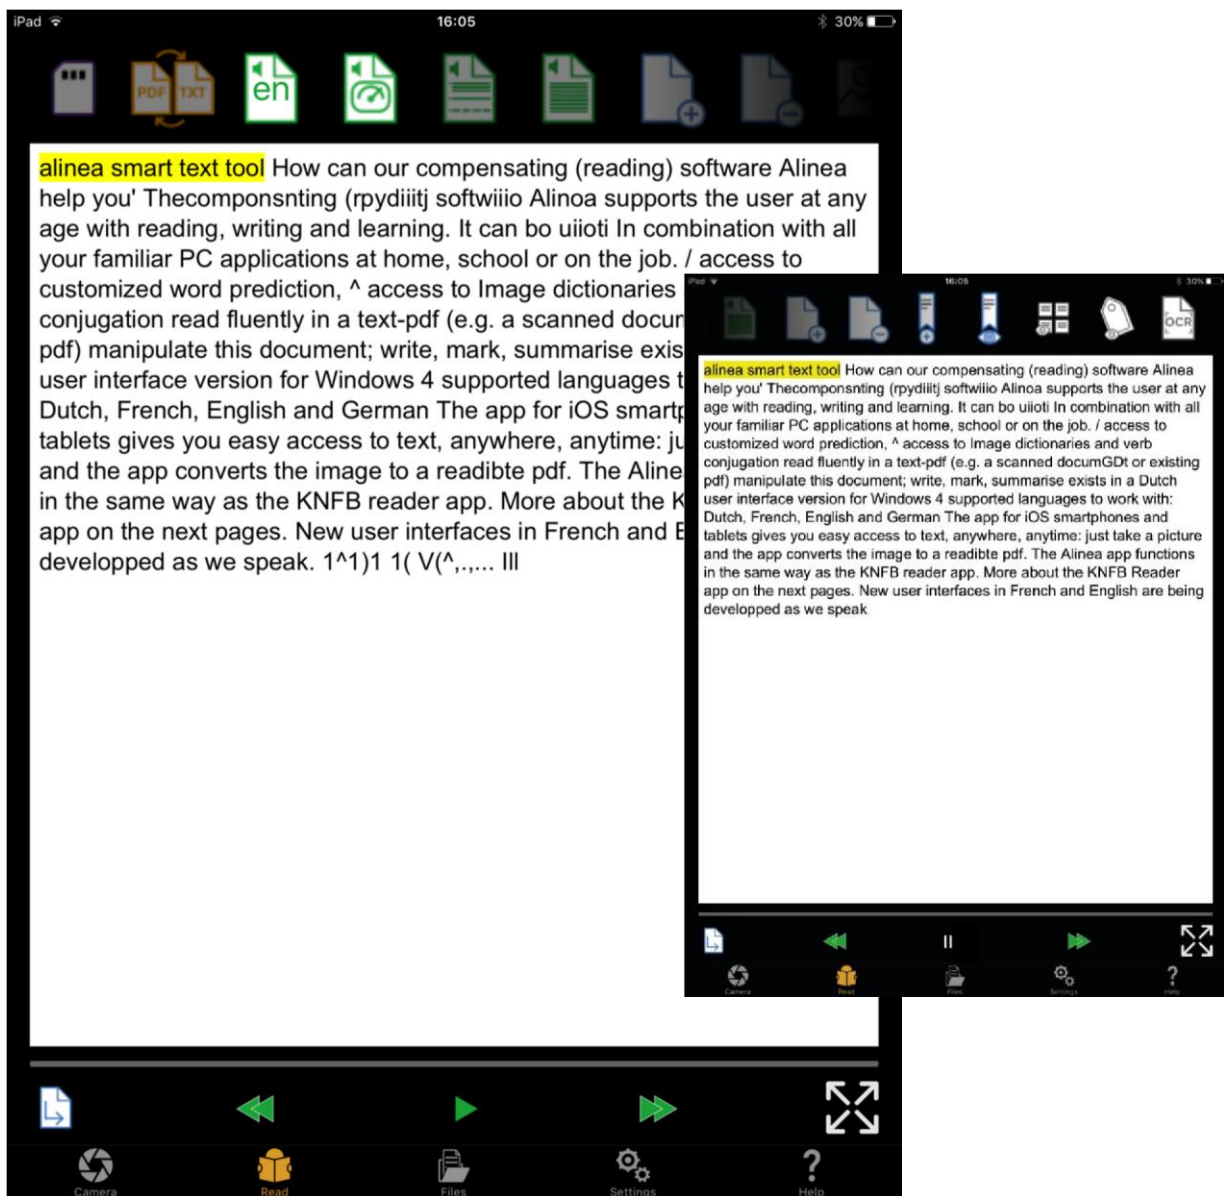 iPad 16:05 30%
PDF TXT en
alinea smart text tool How can our compensating (reading) software Alinea
help you' Thecomponsnting (rpydiiitj softwiiio Alinoa supports the user at any
age with reading, writing and learning. It can bo uiioti In combination with all
your familiar PC applications at home, school or on the job. / access to
customized word prediction, ^ access to Image dictionaries
conjugation read fluently in a text-pdf (e.g. a scanned docum
pdf) manipulate this document; write, mark, summarise exis
user interface version for Windows 4 supported languages t
Dutch, French, English and German The app for iOS smartp
tablets gives you easy access to text, anywhere, anytime: ju
and the app converts the image to a readibte pdf. The Aline
in the same way as the KNFB reader app. More about the K
app on the next pages. New user interfaces in French and E
developped as we speak. 1^1)1 1( V(^,.,... III
Camera Read Files Settings Help
iPad 16:05 30%
OCR
alinea smart text tool How can our compensating (reading) software Alinea
help you' Thecomponsnting (rpydiiitj softwiiio Alinoa supports the user at any
age with reading, writing and learning. It can bo uiioti In combination with all
your familiar PC applications at home, school or on the job. / access to
customized word prediction, ^ access to Image dictionaries and verb
conjugation read fluently in a text-pdf (e.g. a scanned documGDt or existing
pdf) manipulate this document; write, mark, summarise exists in a Dutch
user interface version for Windows 4 supported languages to work with:
Dutch, French, English and German The app for iOS smartphones and
tablets gives you easy access to text, anywhere, anytime: just take a picture
and the app converts the image to a readibte pdf. The Alinea app functions
in the same way as the KNFB reader app. More about the KNFB Reader
app on the next pages. New user interfaces in French and English are being
developped as we speak
Camera Read Files Settings Help